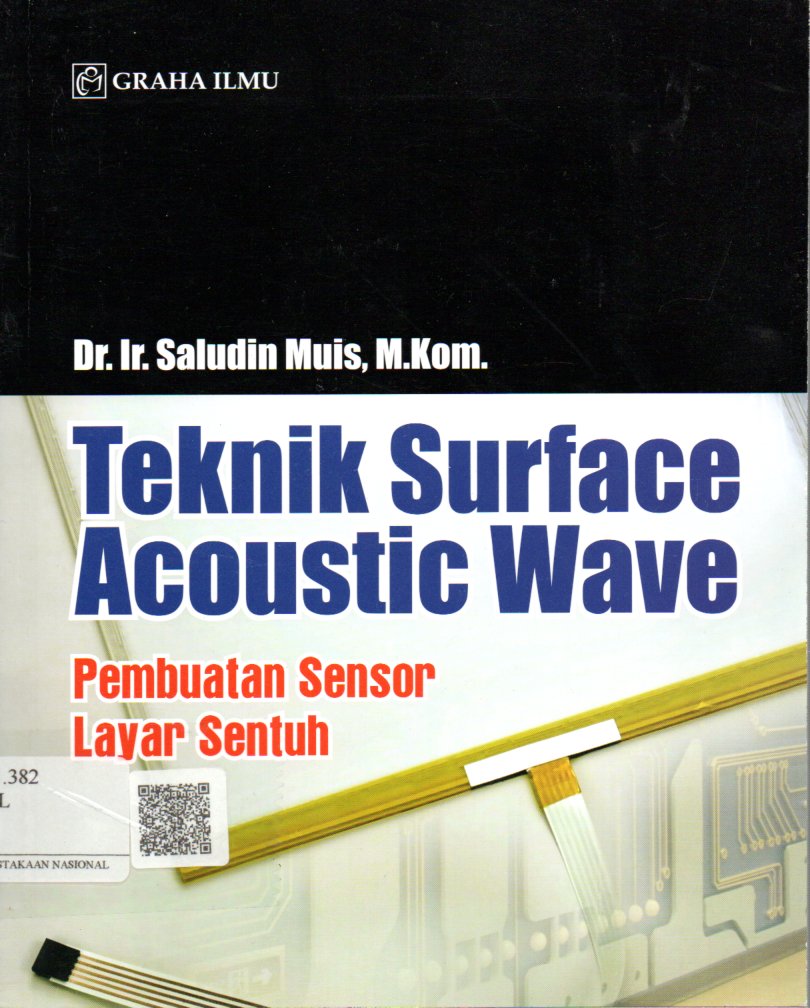 GRAHA ILMU
Dr. Ir. Saludin Muis, M.Kom.
Teknik Surface
Acoustic Wave
Pembuatan Sensor
Layar Sentuh
.382
L
STAKAAN NASIONAL